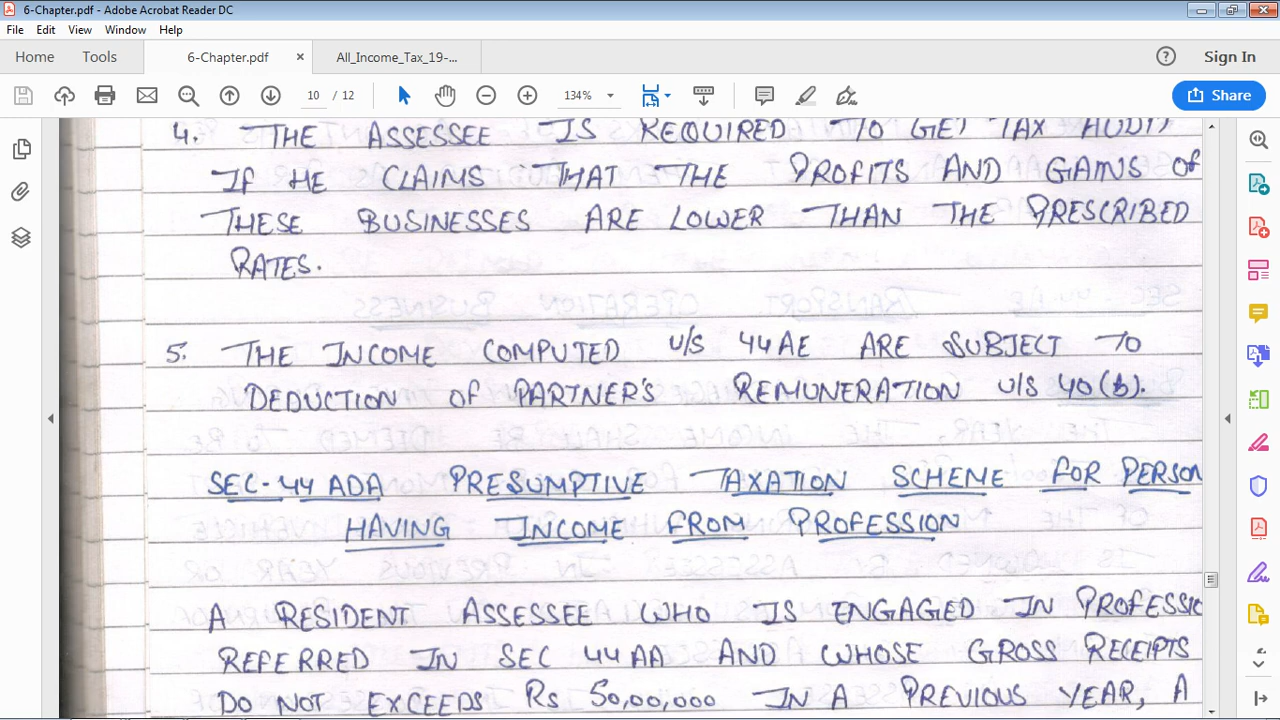 6-Chapter.pdf - Adobe Acrobat Reader DC
File Edit View Window Help
Home Tools 6-Chapter.pdf × All_Income_Tax_19-... Sign In
10 / 12 134% Share
4. THE ASSESSEE IS REQUIRED TO GET TAX AUDIT
IF HE CLAIMS THAT THE PROFITS AND GAINS OF
THESE BUSINESSES ARE LOWER THAN THE PRESCRIBED
RATES.
5. THE INCOME COMPUTED U/S 44AE ARE SUBJECT TO
DEDUCTION OF PARTNER'S REMUNERATION U/S 40(b).
SEC-44 ADA PRESUMPTIVE TAXATION SCHEME FOR PERSON
HAVING INCOME FROM PROFESSION
A RESIDENT ASSESSEE WHO IS ENGAGED IN PROFESSIO
REFERRED IN SEC 44AA AND WHOSE GROSS RECEIPTS
DO NOT EXCEEDS Rs 50,00,000 IN A PREVIOUS YEAR, A